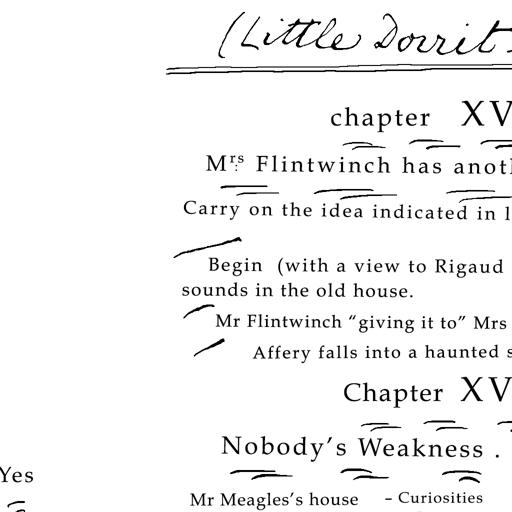 (Little Dorrit
chapter XV
Mrs Flintwinch has anoth
Carry on the idea indicated in l
Begin (with a view to Rigaud
sounds in the old house.
Mr Flintwinch “giving it to” Mrs
Affery falls into a haunted s
Chapter XV
Nobody’s Weakness .
Yes
Mr Meagles’s house – Curiosities